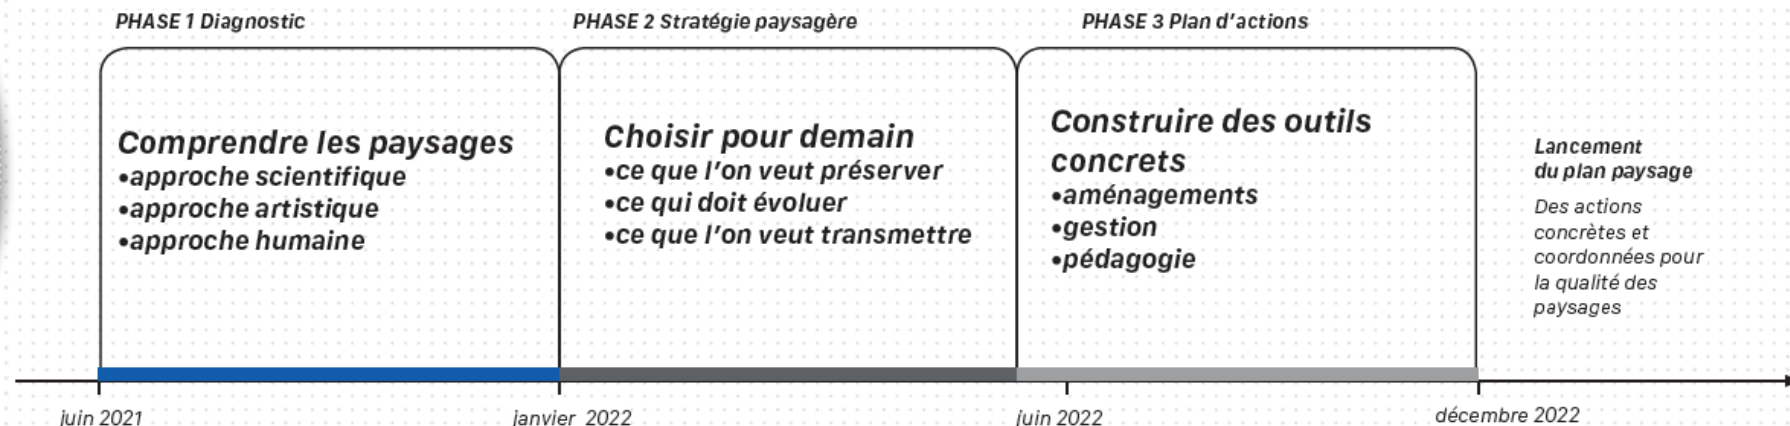 PHASE 1 Diagnostic
Comprendre les paysages
•approche scientifique
•approche artistique
•approche humaine
PHASE 2 Stratégie paysagère
Choisir pour demain
•ce que l'on veut préserver
•ce qui doit évoluer
•ce que l'on veut transmettre
PHASE 3 Plan d'actions
Construire des outils
concrets
•aménagements
•gestion
•pédagogie
Lancement
du plan paysage
Des actions
concrètes et
coordonnées pour
la qualité des
paysages
juin 2021
janvier 2022
juin 2022
décembre 2022